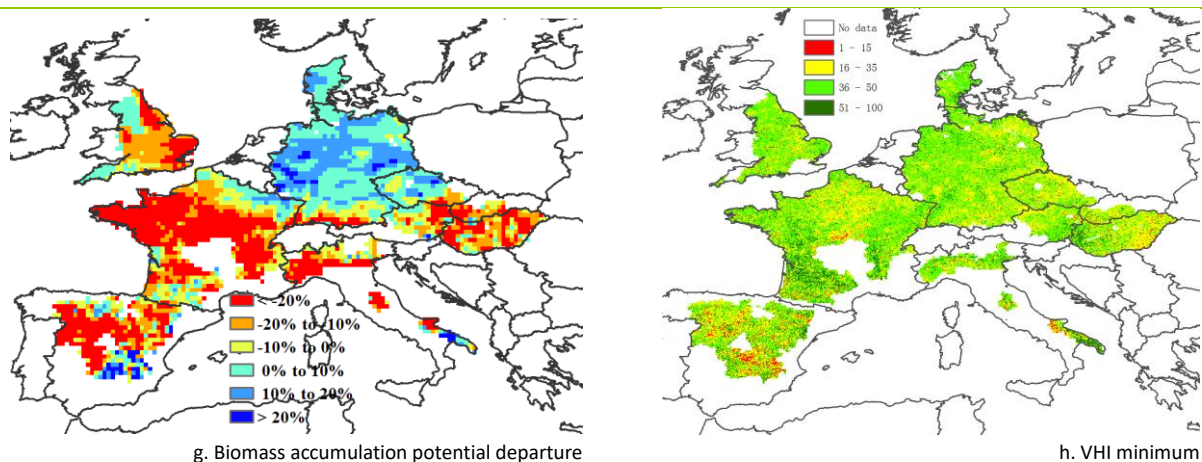 No data
1 - 15
16 - 35
36 - 50
51 - 100
< -20%
-20% to -10%
-10% to 0%
0% to 10%
10% to 20%
> 20%
g. Biomass accumulation potential departure
h. VHI minimum